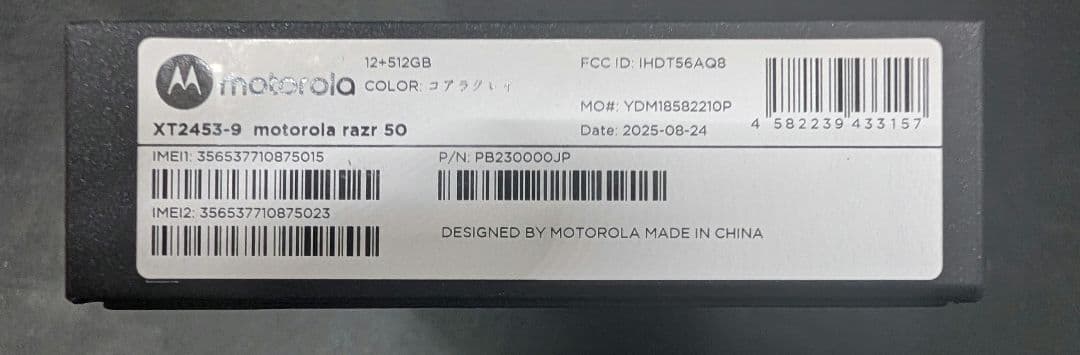 motorola
12+512GB
COLOR: コアラグレイ
XT2453-9 motorola razr 50
FCC ID: IHDT56AQ8
MO#: YDM18582210P
Date: 2025-08-24
4 582239 433157
IMEI1: 356537710875015
IMEI2: 356537710875023
P/N: PB230000JP
DESIGNED BY MOTOROLA MADE IN CHINA